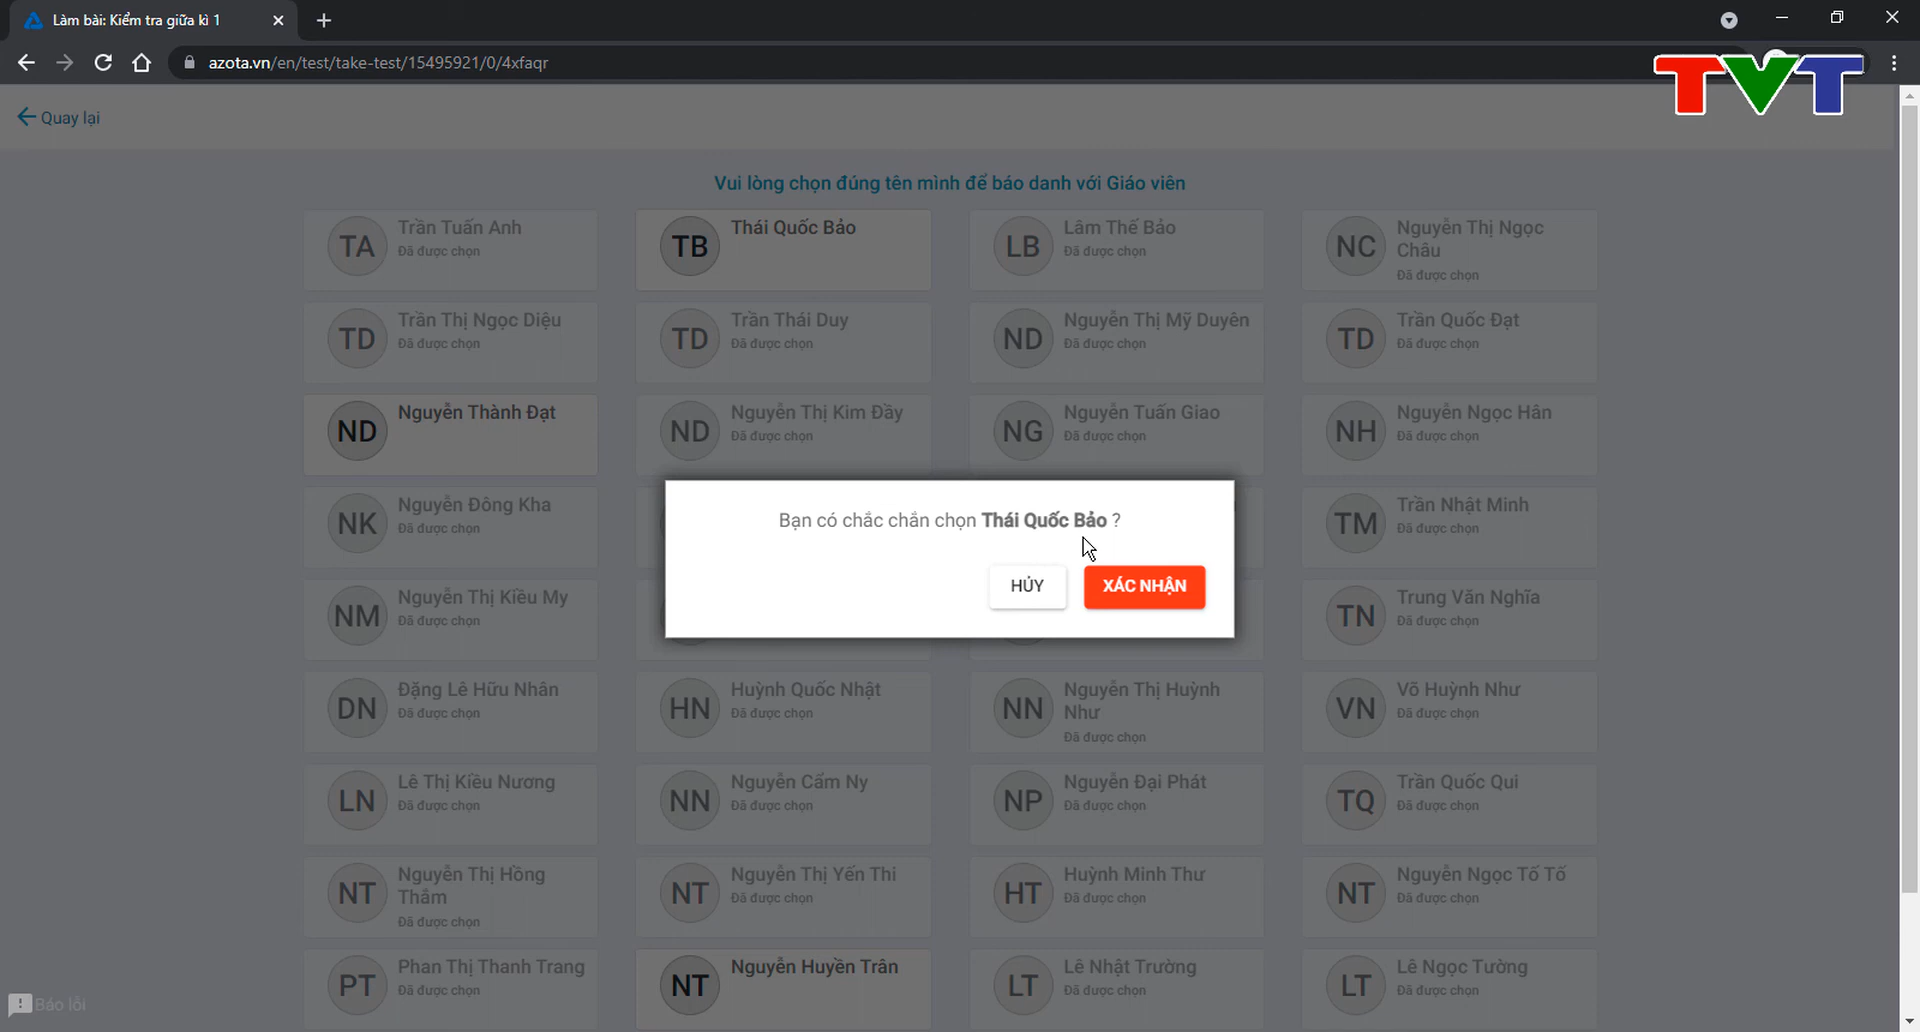 Làm bài: Kiểm tra giữa kì 1
azota.vn/en/test/take-test/15495921/0/4xfaqr
TVT
Quay lại
Vui lòng chọn đúng tên mình để báo danh với Giáo viên
TA
Trần Tuấn Anh
Đã được chọn
TB
Thái Quốc Bảo
LB
Lâm Thế Bảo
Đã được chọn
NC
Nguyễn Thị Ngọc
Châu
Đã được chọn
TD
Trần Thị Ngọc Diệu
Đã được chọn
TD
Trần Thái Duy
Đã được chọn
ND
Nguyễn Thị Mỹ Duyên
Đã được chọn
TD
Trần Quốc Đạt
Đã được chọn
ND
Nguyễn Thành Đạt
ND
Nguyễn Thị Kim Đầy
Đã được chọn
NG
Nguyễn Tuấn Giao
Đã được chọn
NH
Nguyễn Ngọc Hân
Đã được chọn
NK
Nguyễn Đông Kha
Đã được chọn
Bạn có chắc chắn chọn Thái Quốc Bảo ?
HỦY
XÁC NHẬN
TM
Trần Nhật Minh
Đã được chọn
NM
Nguyễn Thị Kiều My
Đã được chọn
TN
Trung Văn Nghĩa
Đã được chọn
DN
Đặng Lê Hữu Nhân
Đã được chọn
HN
Huỳnh Quốc Nhật
Đã được chọn
NN
Nguyễn Thị Huỳnh
Như
Đã được chọn
VN
Võ Huỳnh Như
Đã được chọn
LN
Lê Thị Kiều Nương
Đã được chọn
NN
Nguyễn Cẩm Ny
Đã được chọn
NP
Nguyễn Đại Phát
Đã được chọn
TQ
Trần Quốc Qui
Đã được chọn
NT
Nguyễn Thị Hồng
Thắm
Đã được chọn
NT
Nguyễn Thị Yến Thi
Đã được chọn
HT
Huỳnh Minh Thư
Đã được chọn
NT
Nguyễn Ngọc Tố Tố
Đã được chọn
PT
Phan Thị Thanh Trang
Đã được chọn
NT
Nguyễn Huyền Trân
LT
Lê Nhật Trường
Đã được chọn
LT
Lê Ngọc Tường
Đã được chọn
Báo lỗi